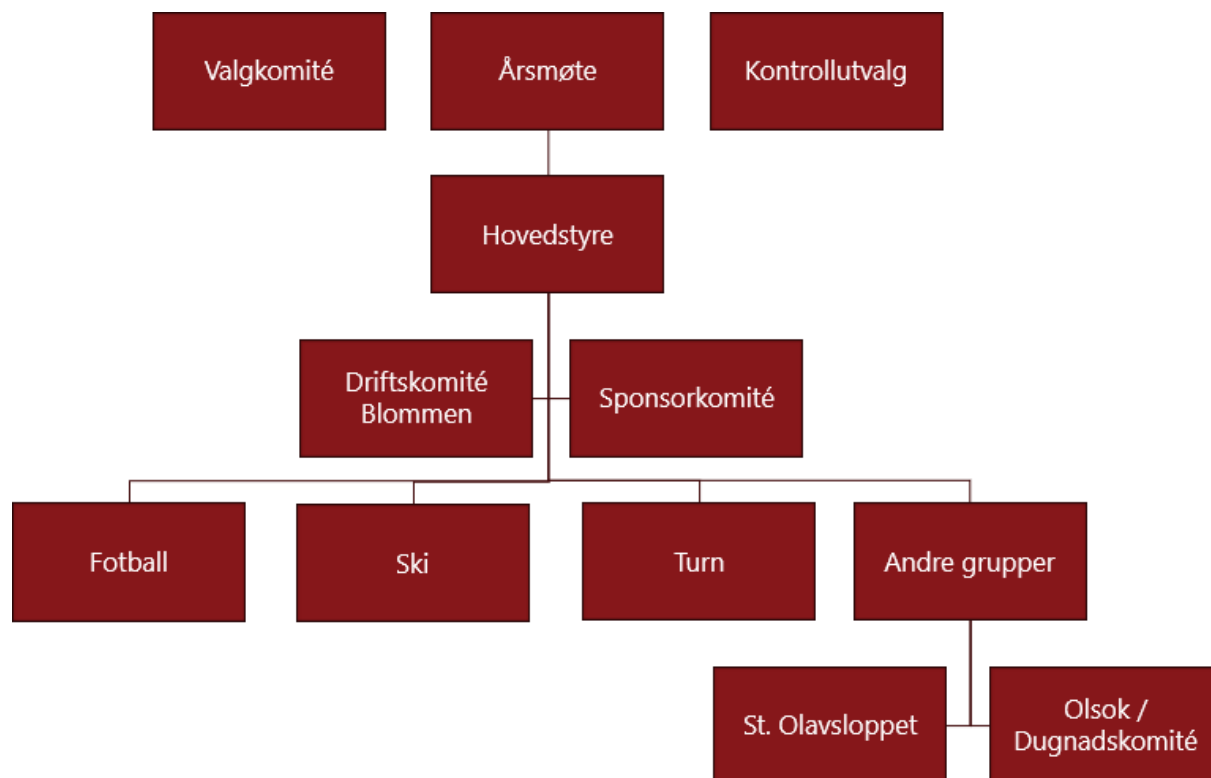 Valgkomité
Årsmøte
Kontrollutvalg
Hovedstyre
Driftskomité
Blommen
Sponsorkomité
Fotball
Ski
Turn
Andre grupper
St. Olavsloppet
Olsok /
Dugnadskomité